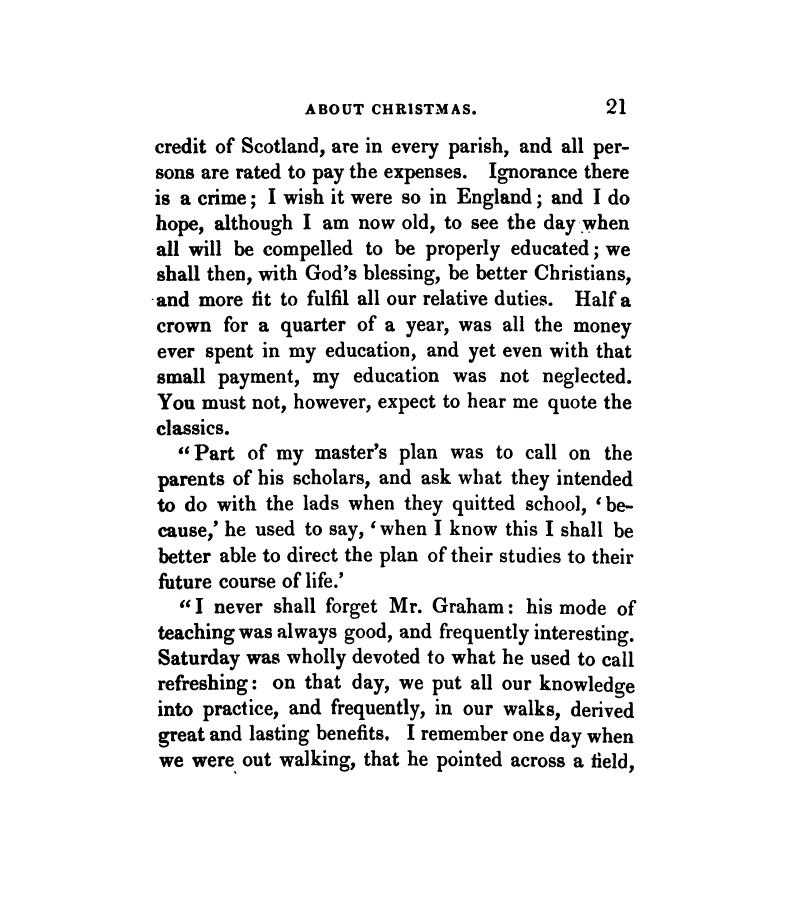 ABOUT CHRISTMAS. 21
credit of Scotland, are in every parish, and all per-
sons are rated to pay the expenses. Ignorance there
is a crime; I wish it were so in England; and I do
hope, although I am now old, to see the day when
all will be compelled to be properly educated; we
shall then, with God's blessing, be better Christians,
and more fit to fulfil all our relative duties. Half a
crown for a quarter of a year, was all the money
ever spent in my education, and yet even with that
small payment, my education was not neglected.
You must not, however, expect to hear me quote the
classics.
“Part of my master's plan was to call on the
parents of his scholars, and ask what they intended
to do with the lads when they quitted school, ‘be-
cause,’ he used to say, ‘when I know this I shall be
better able to direct the plan of their studies to their
future course of life.’
“I never shall forget Mr. Graham: his mode of
teaching was always good, and frequently interesting.
Saturday was wholly devoted to what he used to call
refreshing: on that day, we put all our knowledge
into practice, and frequently, in our walks, derived
great and lasting benefits. I remember one day when
we were out walking, that he pointed across a field,